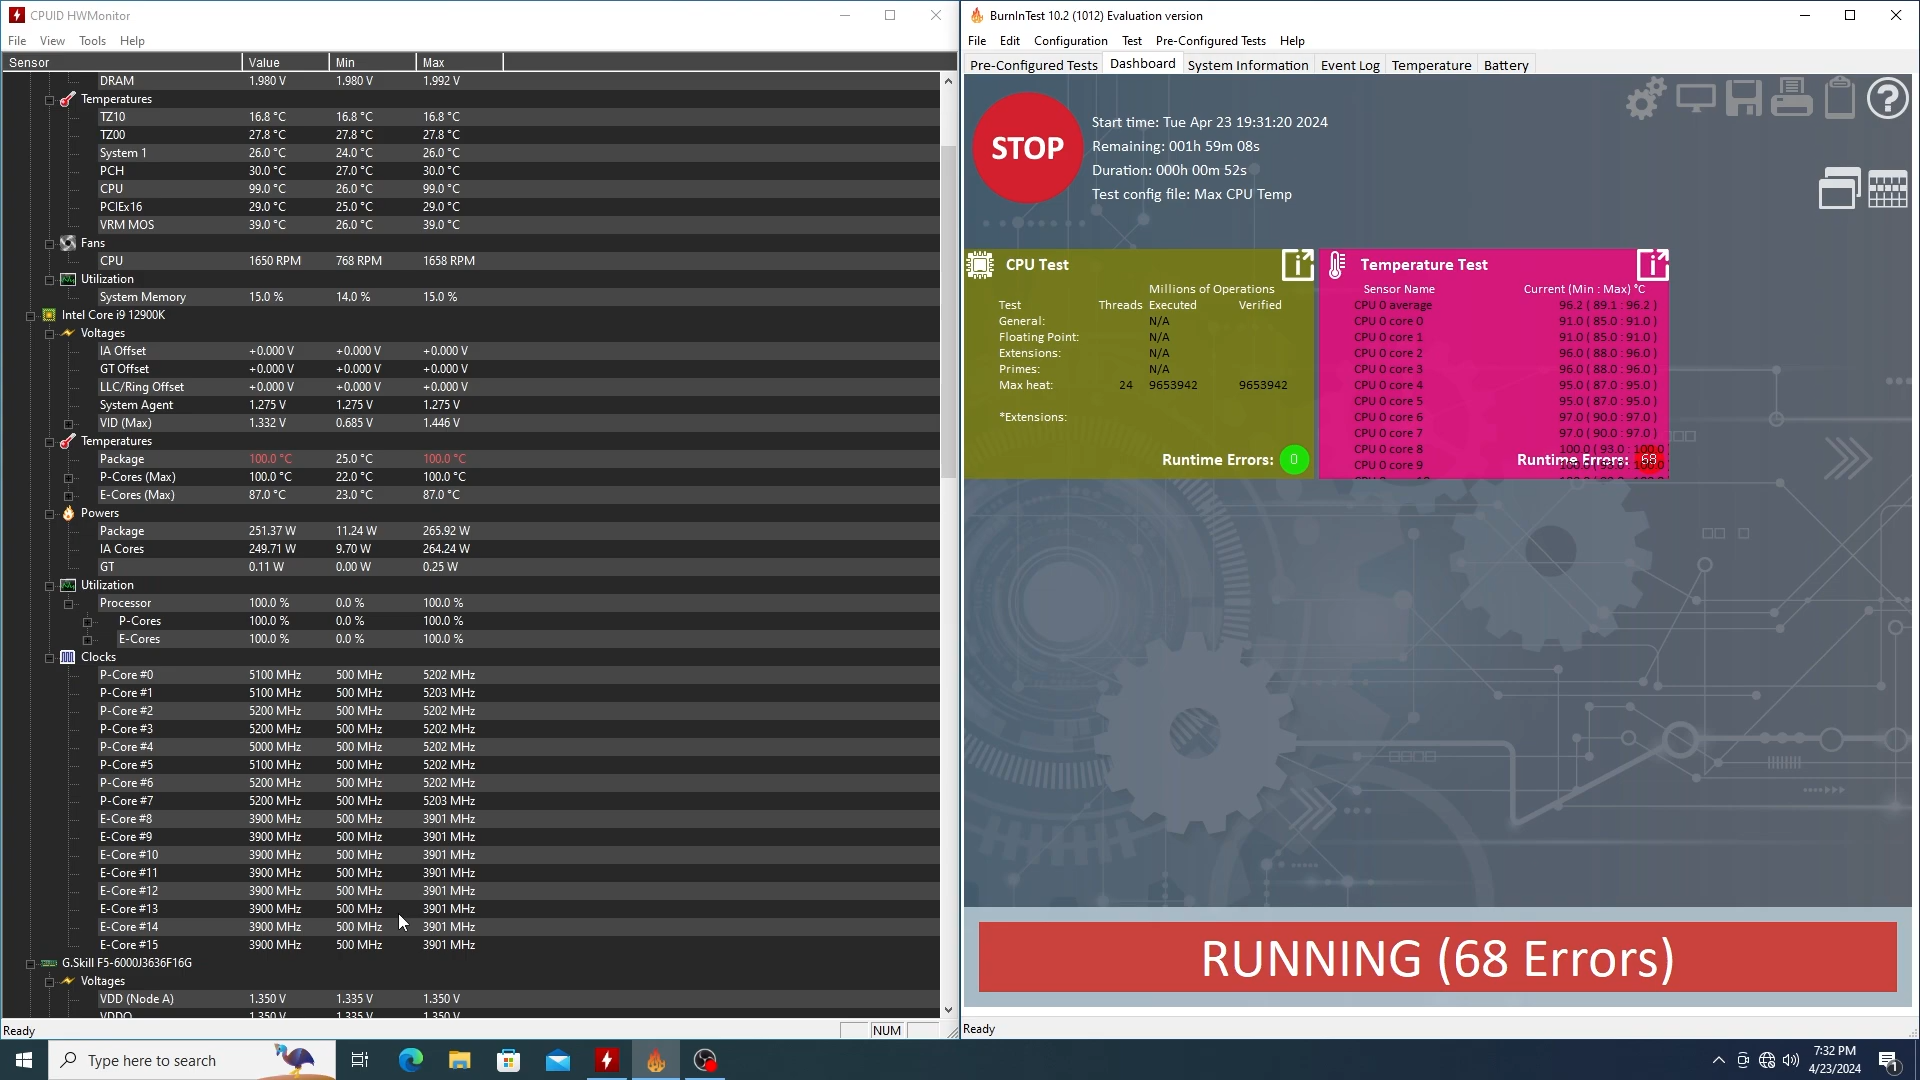 CPUID HWMonitor
File View Tools Help
Sensor Value Min Max
DRAM 1.980 V 1.980 V 1.992 V
Temperatures
TZ10 16.8 °C 16.8 °C 16.8 °C
TZ00 27.8 °C 27.8 °C 27.8 °C
System 1 26.0 °C 24.0 °C 26.0 °C
PCH 30.0 °C 27.0 °C 30.0 °C
CPU 99.0 °C 26.0 °C 99.0 °C
PCIEx16 29.0 °C 25.0 °C 29.0 °C
VRM MOS 39.0 °C 26.0 °C 39.0 °C
Fans
CPU 1650 RPM 768 RPM 1658 RPM
Utilization
System Memory 15.0 % 14.0 % 15.0 %
Intel Core i9 12900K
Voltages
IA Offset +0.000 V +0.000 V +0.000 V
GT Offset +0.000 V +0.000 V +0.000 V
LLC/Ring Offset +0.000 V +0.000 V +0.000 V
System Agent 1.275 V 1.275 V 1.275 V
VID (Max) 1.332 V 0.685 V 1.446 V
Temperatures
Package 100.0 °C 25.0 °C 100.0 °C
P-Cores (Max) 100.0 °C 22.0 °C 100.0 °C
E-Cores (Max) 87.0 °C 23.0 °C 87.0 °C
Powers
Package 251.37 W 11.24 W 265.92 W
IA Cores 249.71 W 9.70 W 264.24 W
GT 0.11 W 0.00 W 0.25 W
Utilization
Processor 100.0 % 0.0 % 100.0 %
P-Cores 100.0 % 0.0 % 100.0 %
E-Cores 100.0 % 0.0 % 100.0 %
Clocks
P-Core #0 5100 MHz 500 MHz 5202 MHz
P-Core #1 5100 MHz 500 MHz 5203 MHz
P-Core #2 5200 MHz 500 MHz 5202 MHz
P-Core #3 5200 MHz 500 MHz 5202 MHz
P-Core #4 5000 MHz 500 MHz 5202 MHz
P-Core #5 5100 MHz 500 MHz 5202 MHz
P-Core #6 5200 MHz 500 MHz 5202 MHz
P-Core #7 5200 MHz 500 MHz 5203 MHz
E-Core #8 3900 MHz 500 MHz 3901 MHz
E-Core #9 3900 MHz 500 MHz 3901 MHz
E-Core #10 3900 MHz 500 MHz 3901 MHz
E-Core #11 3900 MHz 500 MHz 3901 MHz
E-Core #12 3900 MHz 500 MHz 3901 MHz
E-Core #13 3900 MHz 500 MHz 3901 MHz
E-Core #14 3900 MHz 500 MHz 3901 MHz
E-Core #15 3900 MHz 500 MHz 3901 MHz
G.Skill F5-6000J3636F16G
Voltages
VDD (Node A) 1.350 V 1.335 V 1.350 V
VDDQ 1.350 V 1.335 V 1.350 V
Ready NUM
BurnInTest 10.2 (1012) Evaluation version
File Edit Configuration Test Pre-Configured Tests Help
Pre-Configured Tests Dashboard System Information Event Log Temperature Battery
STOP
Start time: Tue Apr 23 19:31:20 2024
Remaining: 001h 59m 08s
Duration: 000h 00m 52s
Test config file: Max CPU Temp
?
CPU Test
Millions of Operations
Test Threads Executed Verified
General: N/A
Floating Point: N/A
Extensions: N/A
Primes: N/A
Max heat: 24 9653942 9653942
*Extensions:
Runtime Errors: 0
Temperature Test
Sensor Name Current (Min : Max) °C
CPU 0 average 96.2 ( 89.1 : 96.2 )
CPU 0 core 0 91.0 ( 85.0 : 91.0 )
CPU 0 core 1 91.0 ( 85.0 : 91.0 )
CPU 0 core 2 96.0 ( 88.0 : 96.0 )
CPU 0 core 3 96.0 ( 88.0 : 96.0 )
CPU 0 core 4 95.0 ( 87.0 : 95.0 )
CPU 0 core 5 95.0 ( 87.0 : 95.0 )
CPU 0 core 6 97.0 ( 90.0 : 97.0 )
CPU 0 core 7 97.0 ( 90.0 : 97.0 )
CPU 0 core 8 100.0 ( 93.0 : 100.0 )
CPU 0 core 9 100.0 ( 93.0 : 100.0 )
Runtime Errors: 68
RUNNING (68 Errors)
Ready
Type here to search
7:32 PM
4/23/2024
1